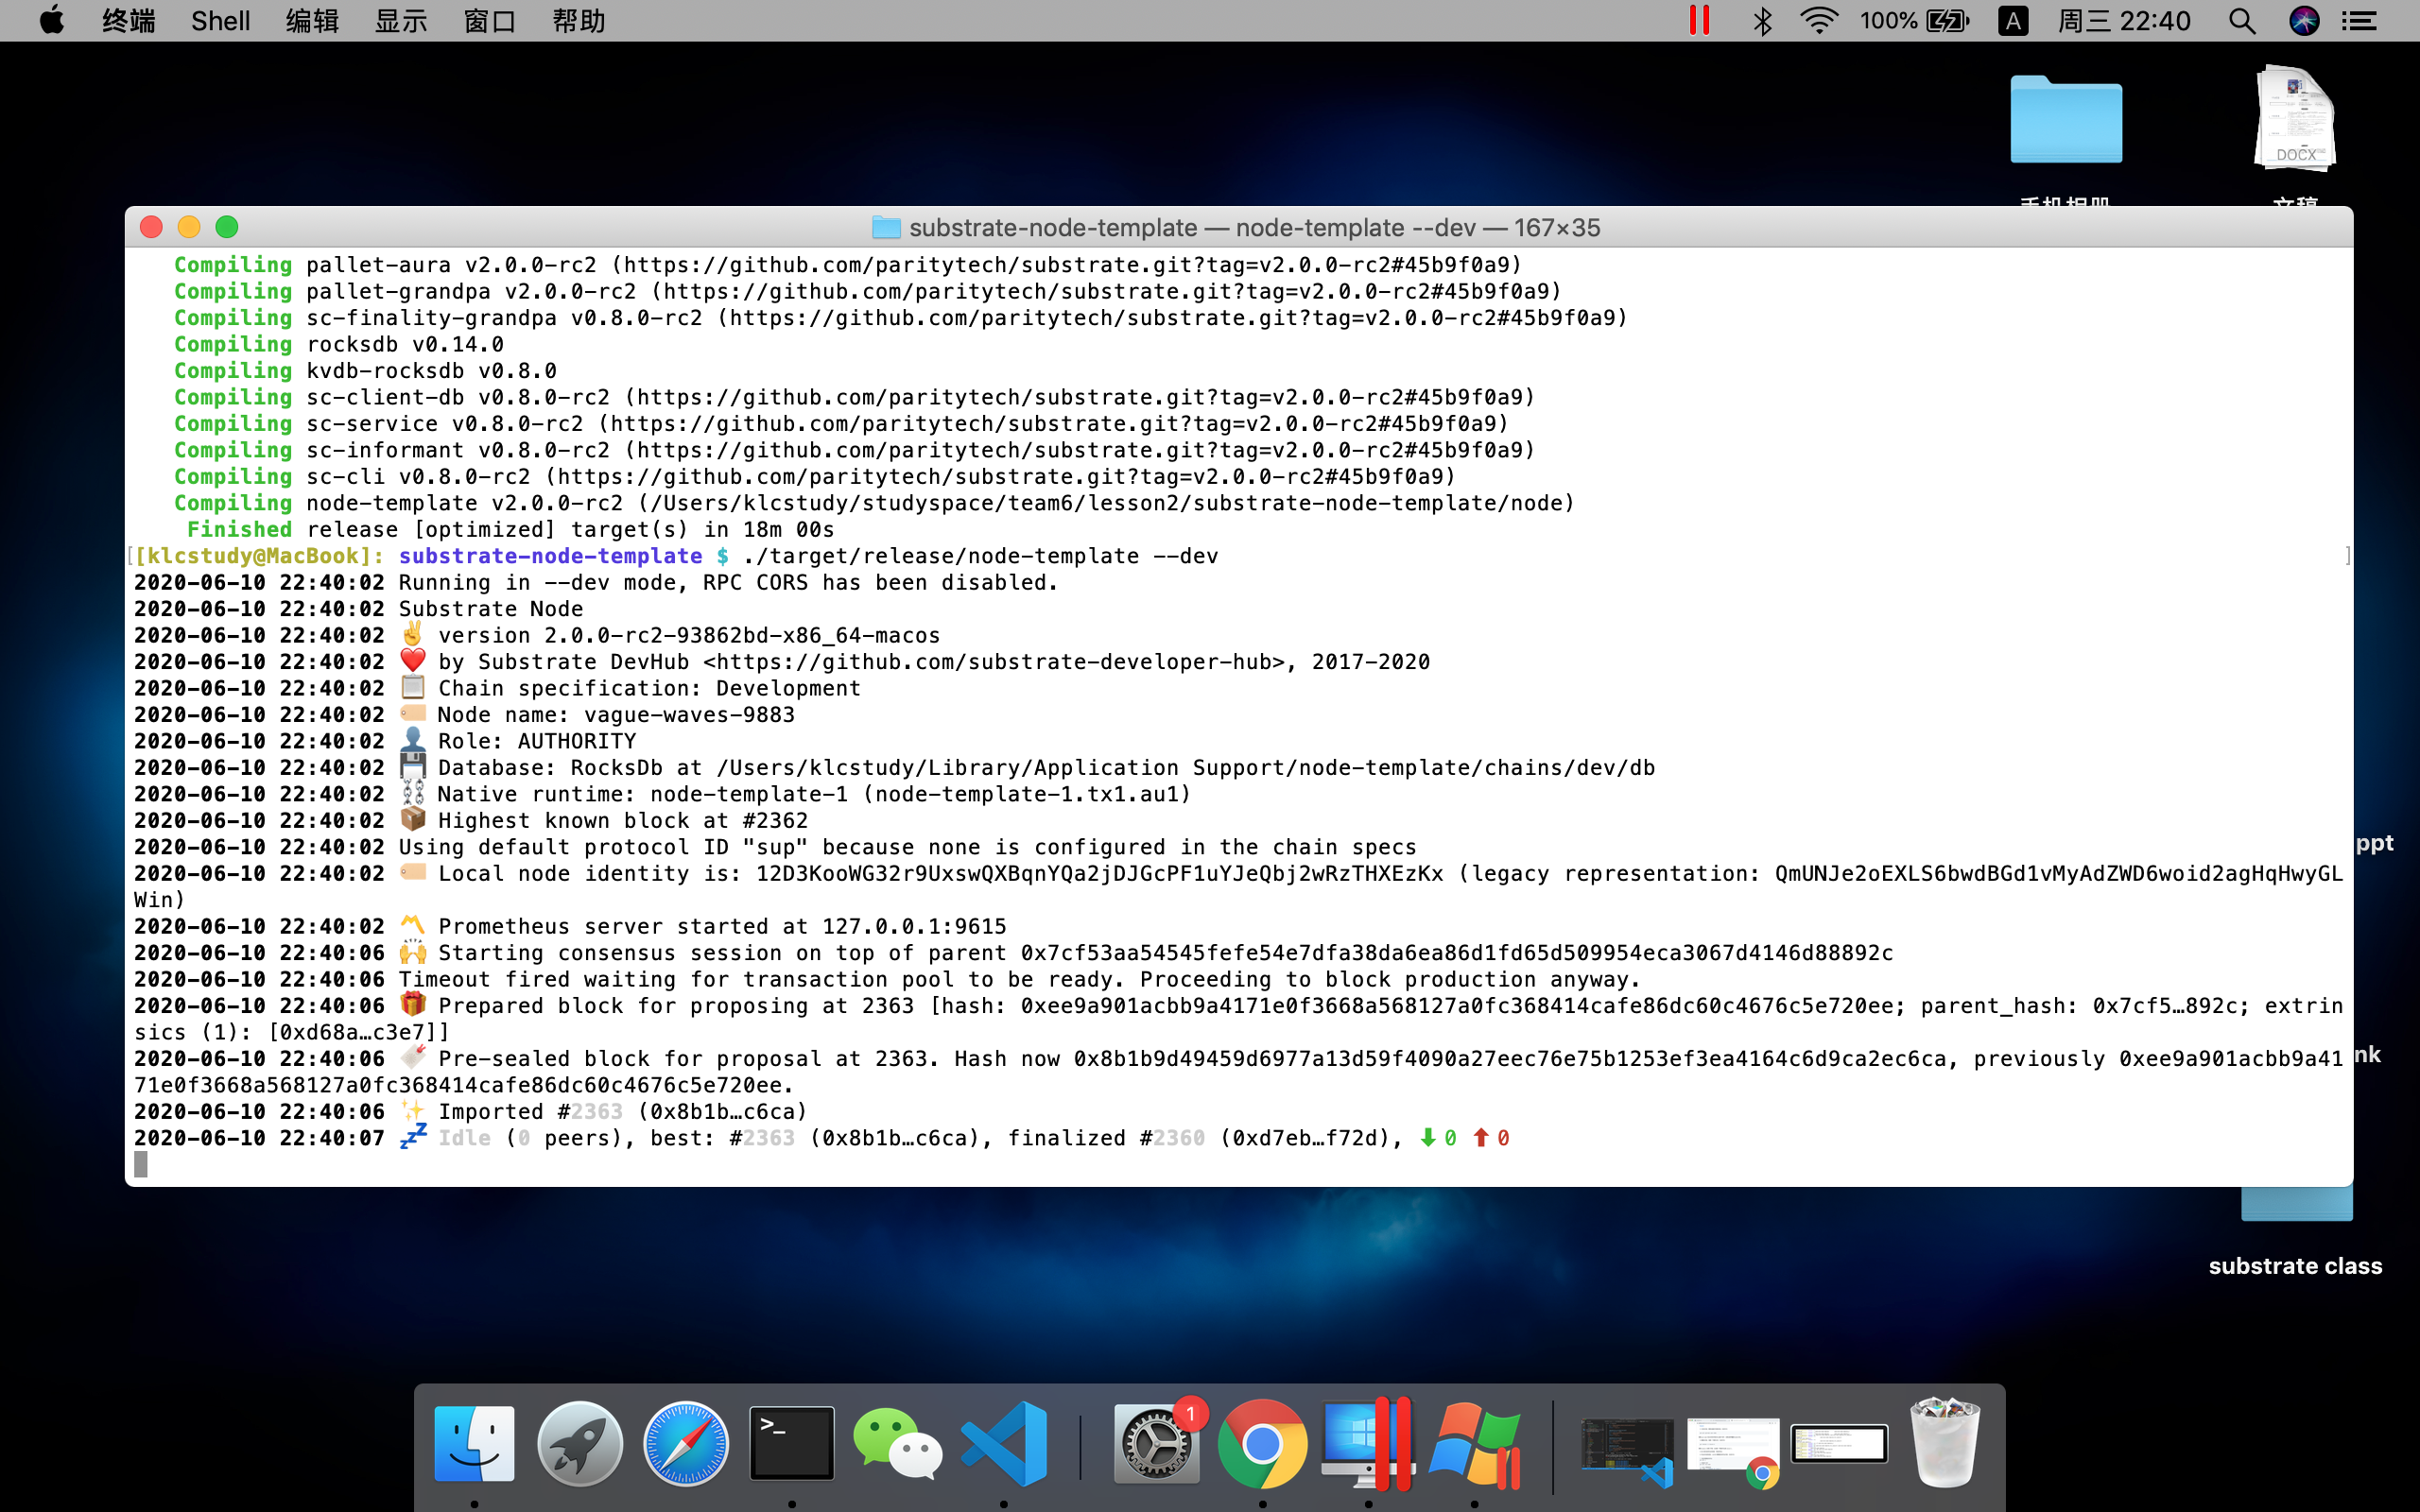 终端 Shell 编辑 显示 窗口 帮助 100% A 周三 22:40
DOCX
substrate-node-template — node-template --dev — 167×35
Compiling pallet-aura v2.0.0-rc2 (https://github.com/paritytech/substrate.git?tag=v2.0.0-rc2#45b9f0a9)
Compiling pallet-grandpa v2.0.0-rc2 (https://github.com/paritytech/substrate.git?tag=v2.0.0-rc2#45b9f0a9)
Compiling sc-finality-grandpa v0.8.0-rc2 (https://github.com/paritytech/substrate.git?tag=v2.0.0-rc2#45b9f0a9)
Compiling rocksdb v0.14.0
Compiling kvdb-rocksdb v0.8.0
Compiling sc-client-db v0.8.0-rc2 (https://github.com/paritytech/substrate.git?tag=v2.0.0-rc2#45b9f0a9)
Compiling sc-service v0.8.0-rc2 (https://github.com/paritytech/substrate.git?tag=v2.0.0-rc2#45b9f0a9)
Compiling sc-informant v0.8.0-rc2 (https://github.com/paritytech/substrate.git?tag=v2.0.0-rc2#45b9f0a9)
Compiling sc-cli v0.8.0-rc2 (https://github.com/paritytech/substrate.git?tag=v2.0.0-rc2#45b9f0a9)
Compiling node-template v2.0.0-rc2 (/Users/klcstudy/studyspace/team6/lesson2/substrate-node-template/node)
Finished release [optimized] target(s) in 18m 00s
[[klcstudy@MacBook]: substrate-node-template $ ./target/release/node-template --dev ]
2020-06-10 22:40:02 Running in --dev mode, RPC CORS has been disabled.
2020-06-10 22:40:02 Substrate Node
2020-06-10 22:40:02 ✌️ version 2.0.0-rc2-93862bd-x86_64-macos
2020-06-10 22:40:02 ❤️ by Substrate DevHub <https://github.com/substrate-developer-hub>, 2017-2020
2020-06-10 22:40:02 📋 Chain specification: Development
2020-06-10 22:40:02 🏷 Node name: vague-waves-9883
2020-06-10 22:40:02 👤 Role: AUTHORITY
2020-06-10 22:40:02 💾 Database: RocksDb at /Users/klcstudy/Library/Application Support/node-template/chains/dev/db
2020-06-10 22:40:02 ⛓ Native runtime: node-template-1 (node-template-1.tx1.au1)
2020-06-10 22:40:02 📦 Highest known block at #2362
2020-06-10 22:40:02 Using default protocol ID "sup" because none is configured in the chain specs
2020-06-10 22:40:02 🏷 Local node identity is: 12D3KooWG32r9UxswQXBqnYQa2jDJGcPF1uYJeQbj2wRzTHXEzKx (legacy representation: QmUNJe2oEXLS6bwdBGd1vMyAdZWD6woid2agHqHwyGL
Win)
2020-06-10 22:40:02 〽️ Prometheus server started at 127.0.0.1:9615
2020-06-10 22:40:06 🙌 Starting consensus session on top of parent 0x7cf53aa54545fefe54e7dfa38da6ea86d1fd65d509954eca3067d4146d88892c
2020-06-10 22:40:06 Timeout fired waiting for transaction pool to be ready. Proceeding to block production anyway.
2020-06-10 22:40:06 🎁 Prepared block for proposing at 2363 [hash: 0xee9a901acbb9a4171e0f3668a568127a0fc368414cafe86dc60c4676c5e720ee; parent_hash: 0x7cf5…892c; extrin
sics (1): [0xd68a…c3e7]]
2020-06-10 22:40:06 🔖 Pre-sealed block for proposal at 2363. Hash now 0x8b1b9d49459d6977a13d59f4090a27eec76e75b1253ef3ea4164c6d9ca2ec6ca, previously 0xee9a901acbb9a41
71e0f3668a568127a0fc368414cafe86dc60c4676c5e720ee.
2020-06-10 22:40:06 ✨ Imported #2363 (0x8b1b…c6ca)
2020-06-10 22:40:07 💤 Idle (0 peers), best: #2363 (0x8b1b…c6ca), finalized #2360 (0xd7eb…f72d), ⬇ 0 ⬆ 0
ppt
nk
substrate class
1